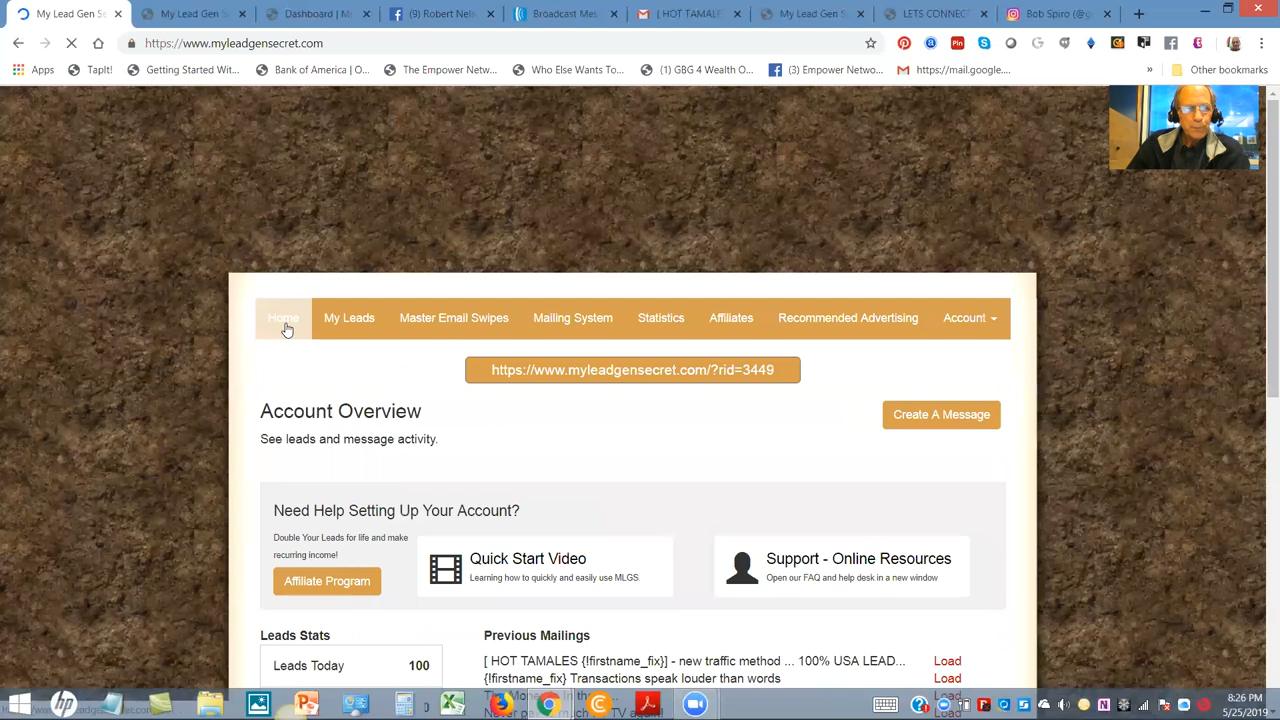 My Lead Gen Se
My Lead Gen S
Dashboard | M
(9) Robert Nels
Broadcast Mes
[ HOT TAMALE
My Lead Gen S
LETS CONNECT
Bob Spiro (@g
https://www.myleadgensecret.com
Apps
TapIt!
Getting Started Wit...
Bank of America | O...
The Empower Netw...
Who Else Wants To...
(1) GBG 4 Wealth O...
(3) Empower Netwo...
https://mail.google....
»
Other bookmarks
Home
My Leads
Master Email Swipes
Mailing System
Statistics
Affiliates
Recommended Advertising
Account
https://www.myleadgensecret.com/?rid=3449
Account Overview
Create A Message
See leads and message activity.
Need Help Setting Up Your Account?
Double Your Leads for life and make
recurring income!
Affiliate Program
Quick Start Video
Learning how to quickly and easily use MLGS.
Support - Online Resources
Open our FAQ and help desk in a new window
Leads Stats
Leads Today 100
Previous Mailings
[ HOT TAMALES {!firstname_fix}] - new traffic method ... 100% USA LEAD... Load
{!firstname_fix} Transactions speak louder than words Load
Load
8:26 PM
5/25/2019